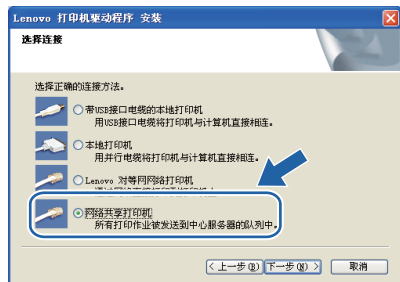 Lenovo 打印机驱动程序 安装
选择连接
选择正确的连接方法。
带USB接口电缆的本地打印机
用USB接口电缆将打印机与计算机直接相连。
本地打印机
用并行电缆将打印机与计算机直接相连。
Lenovo 对等网网络打印机
网络共享打印机
所有打印作业被发送到中心服务器的队列中。
< 上一步(B) 下一步(N) > 取消